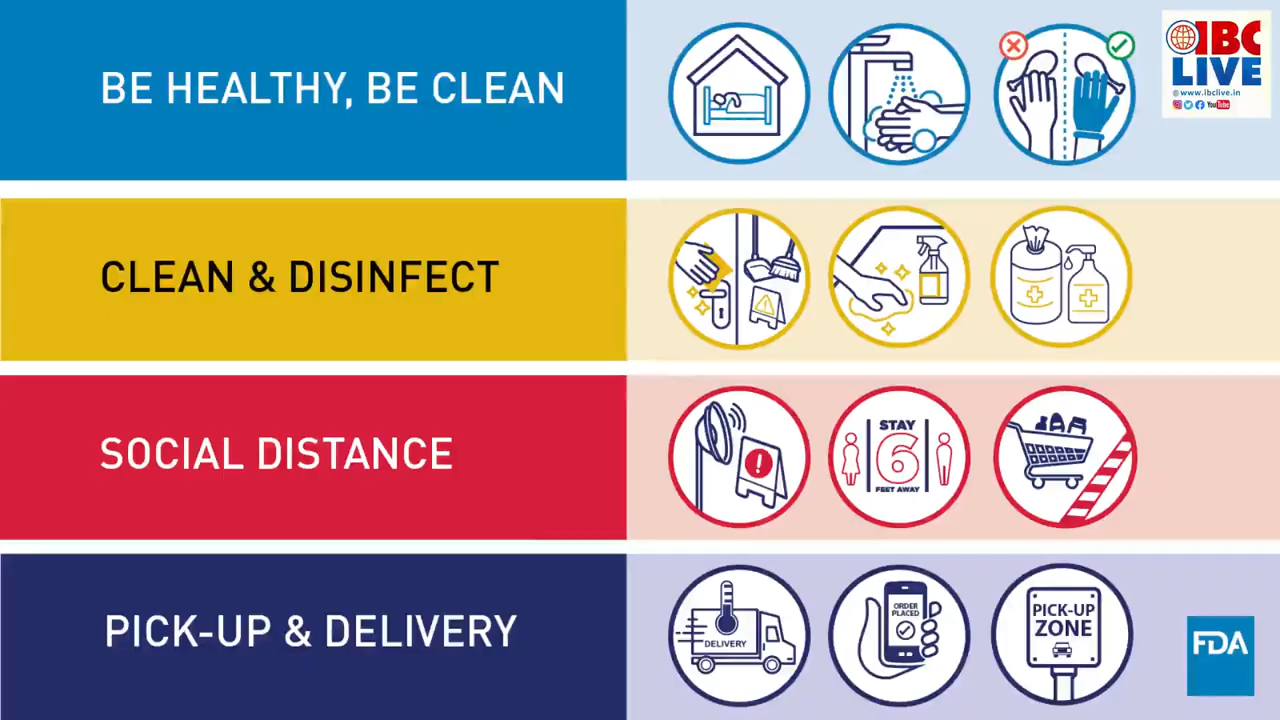 BE HEALTHY, BE CLEAN
IBC
LIVE
www.ibclive.in
YouTube
CLEAN & DISINFECT
SOCIAL DISTANCE
STAY
6
FEET AWAY
PICK-UP & DELIVERY
DELIVERY
ORDER
PLACED
PICK-UP
ZONE
FDA